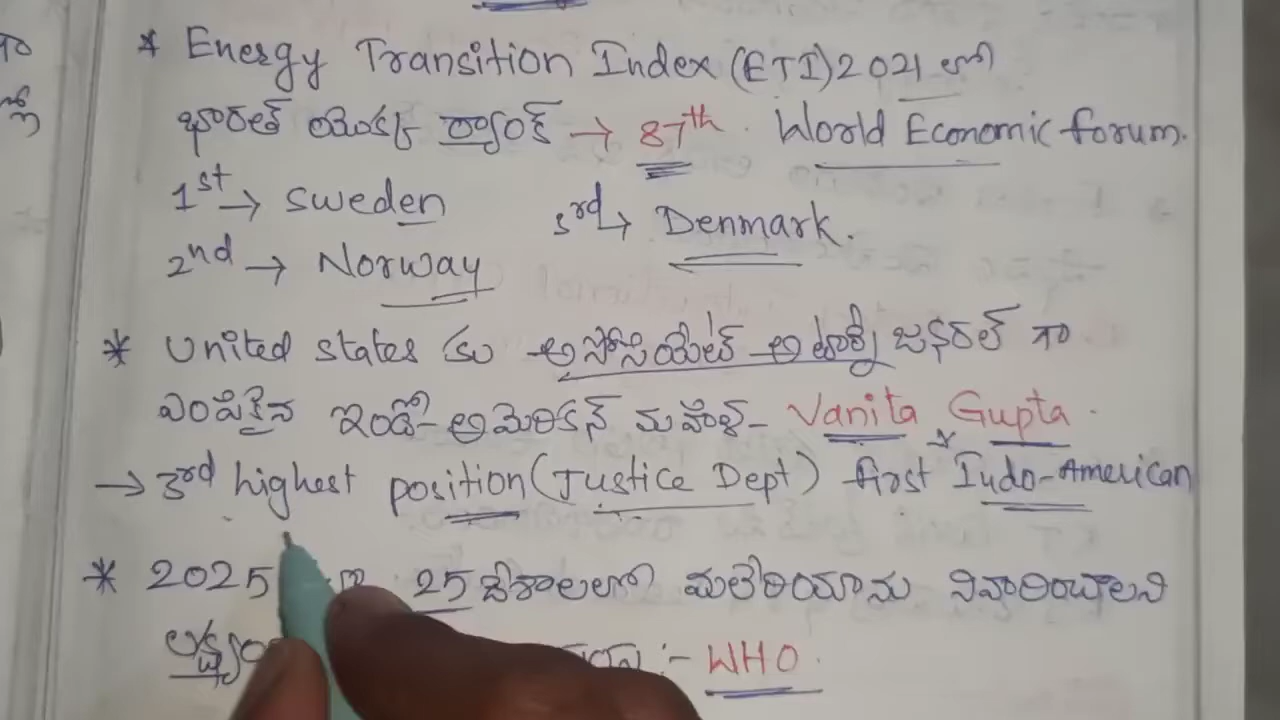 * Energy Transition Index (ETI) 2021 లో
భారత్ యొక్క ర్యాంక్ → 87th. World Economic forum.
1st → Sweden
3rd → Denmark.
2nd → Norway
* United states కు అసోసియేట్ అటార్నీ జనరల్ గా
ఎంపికైన ఇండో-అమెరికన్ మహిళ - Vanita Gupta.
→ 3rd highest position (Justice Dept) first Indo-American
* 2025 25 దేశాలలో మలేరియాను నివారించాలని
:- WHO.